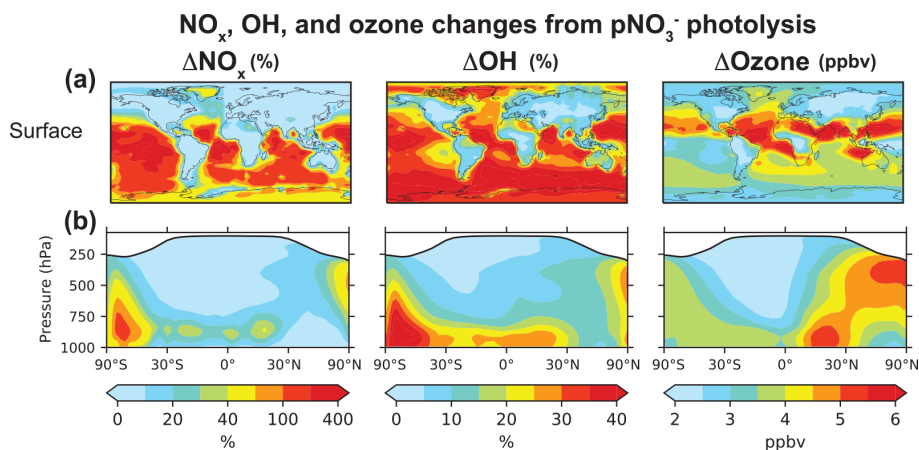 NOx, OH, and ozone changes from pNO3- photolysis
ΔNOx (%)
ΔOH (%)
ΔOzone (ppbv)
(a)
Surface
(b)
Pressure (hPa)
250
500
750
1000
90°S 30°S 0° 30°N 90°N
90°S 30°S 0° 30°N 90°N
90°S 30°S 0° 30°N 90°N
0 20 40 100 400
%
0 10 20 30 40
%
2 3 4 5 6
ppbv